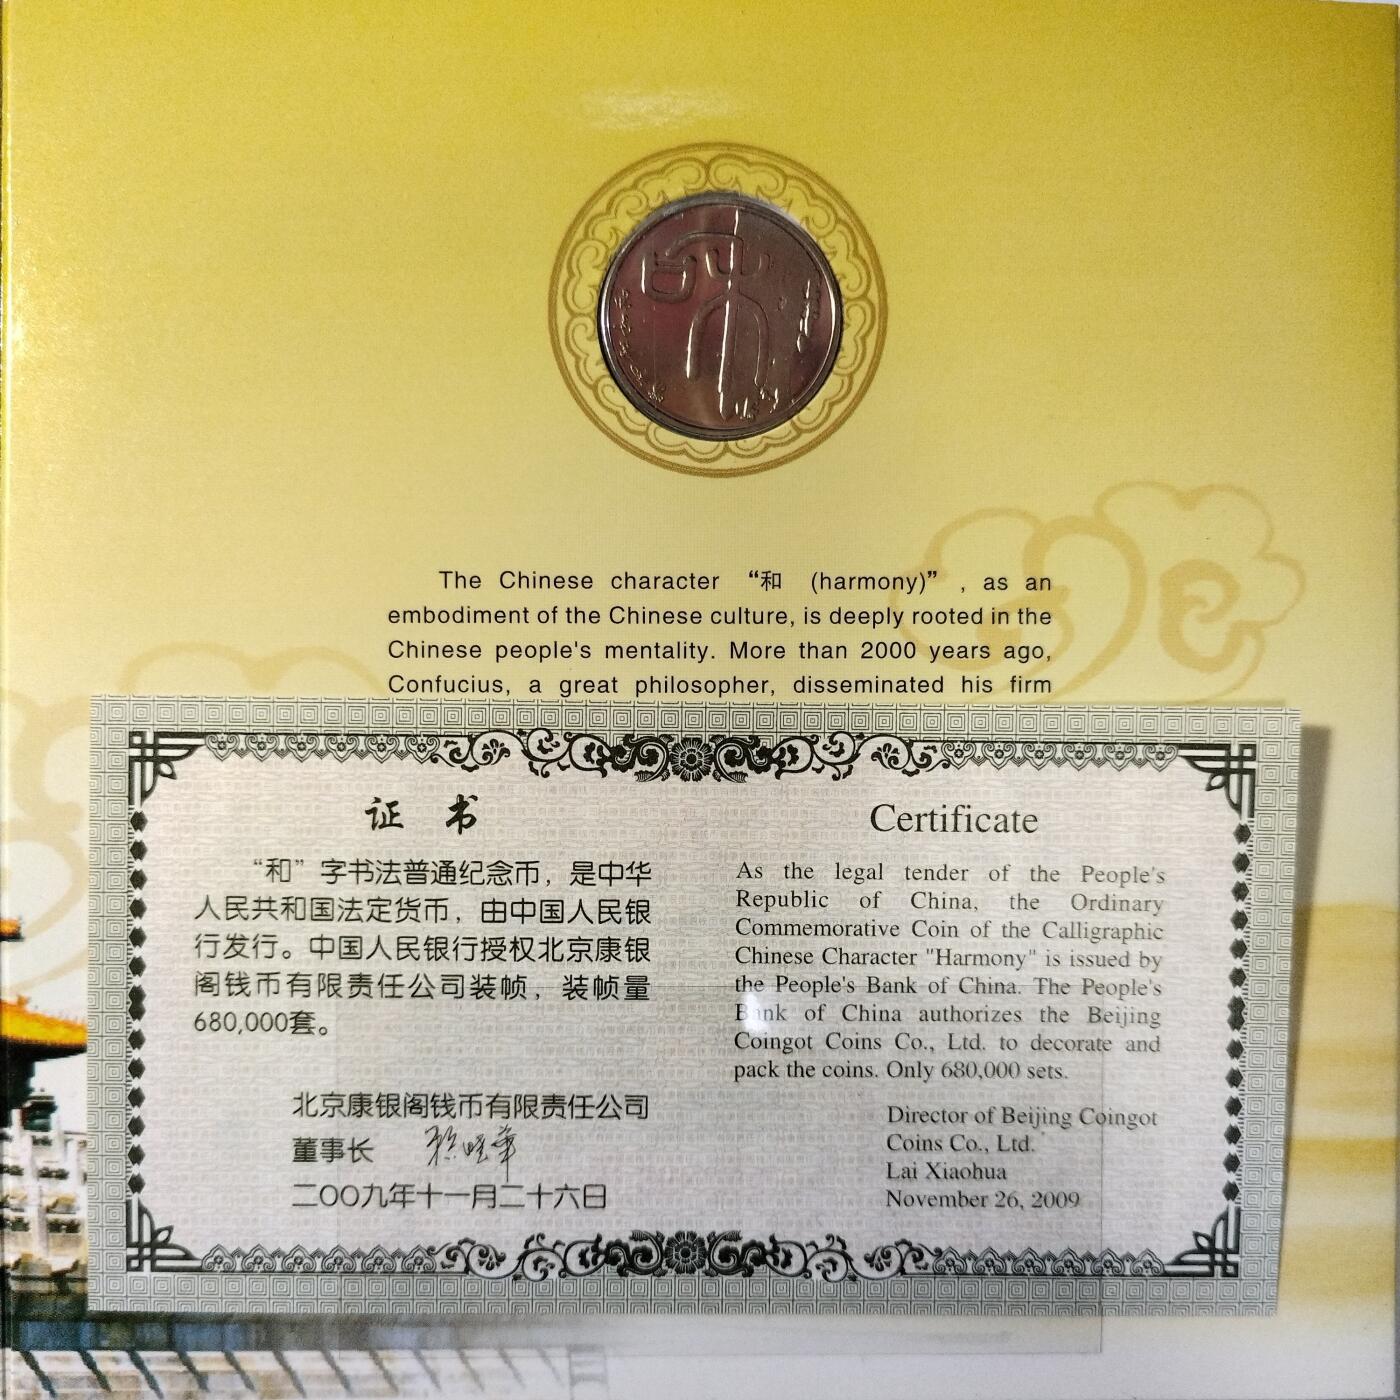 The Chinese character “和 (harmony)” , as an
embodiment of the Chinese culture, is deeply rooted in the
Chinese people's mentality. More than 2000 years ago,
Confucius, a great philosopher, disseminated his firm
证 书
“和”字书法普通纪念币，是中华
人民共和国法定货币，由中国人民银
行发行。中国人民银行授权北京康银
阁钱币有限责任公司装帧，装帧量
680,000套。
北京康银阁钱币有限责任公司
董事长
二〇〇九年十一月二十六日
Certificate
As the legal tender of the People's
Republic of China, the Ordinary
Commemorative Coin of the Calligraphic
Chinese Character "Harmony" is issued by
the People's Bank of China. The People's
Bank of China authorizes the Beijing
Coingot Coins Co., Ltd. to decorate and
pack the coins. Only 680,000 sets.
Director of Beijing Coingot
Coins Co., Ltd.
Lai Xiaohua
November 26, 2009